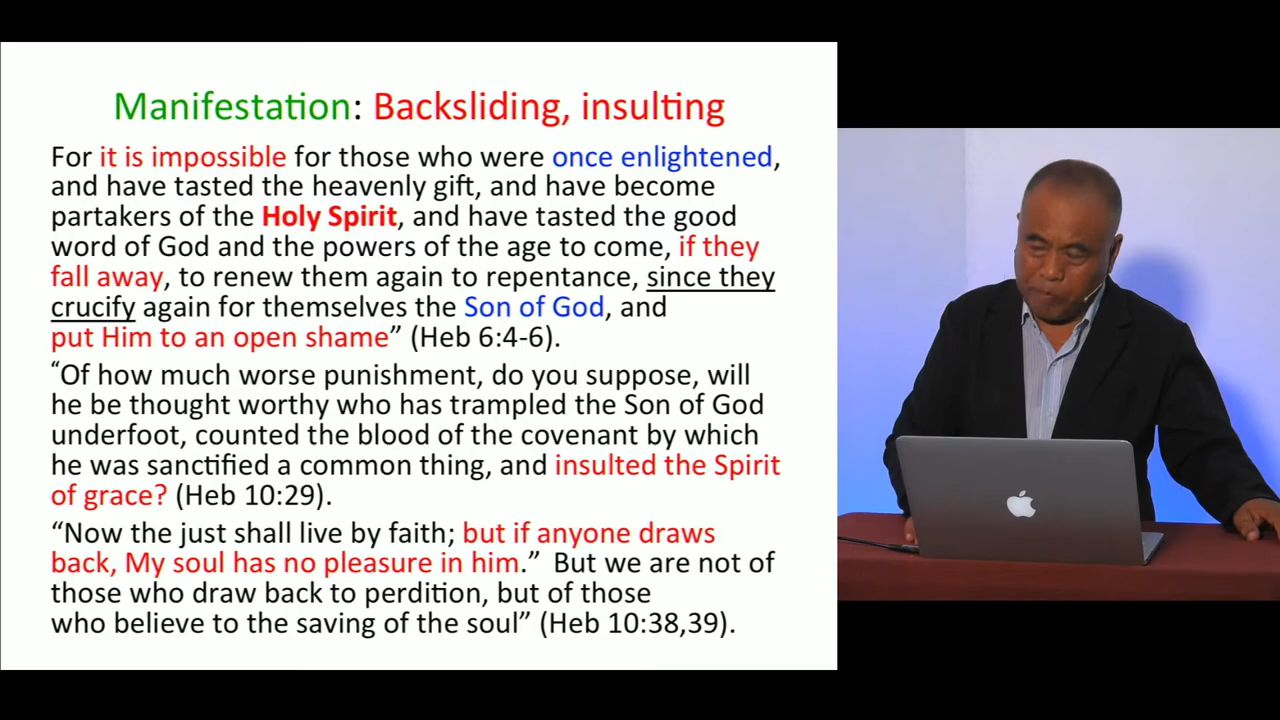 Manifestation: Backsliding, insulting
For it is impossible for those who were once enlightened,
and have tasted the heavenly gift, and have become
partakers of the Holy Spirit, and have tasted the good
word of God and the powers of the age to come, if they
fall away, to renew them again to repentance, since they
crucify again for themselves the Son of God, and
put Him to an open shame” (Heb 6:4-6).
“Of how much worse punishment, do you suppose, will
he be thought worthy who has trampled the Son of God
underfoot, counted the blood of the covenant by which
he was sanctified a common thing, and insulted the Spirit
of grace? (Heb 10:29).
“Now the just shall live by faith; but if anyone draws
back, My soul has no pleasure in him.” But we are not of
those who draw back to perdition, but of those
who believe to the saving of the soul” (Heb 10:38,39).